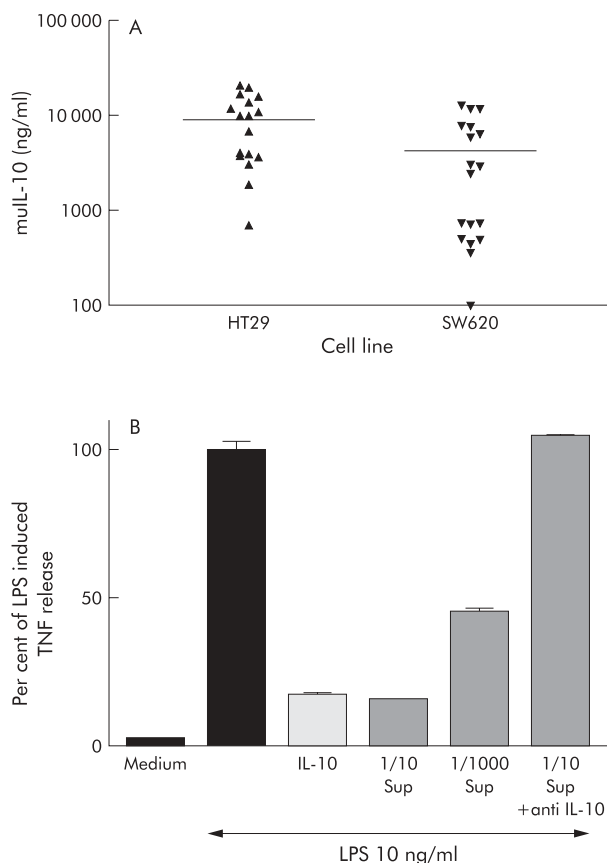 A
100 000
10 000
1000
100
muIL-10 (ng/ml)
HT29 SW620
Cell line
B
100
50
0
Per cent of LPS induced
TNF release
Medium IL-10 1/10 1/1000 1/10
Sup Sup Sup
+anti IL-10
LPS 10 ng/ml